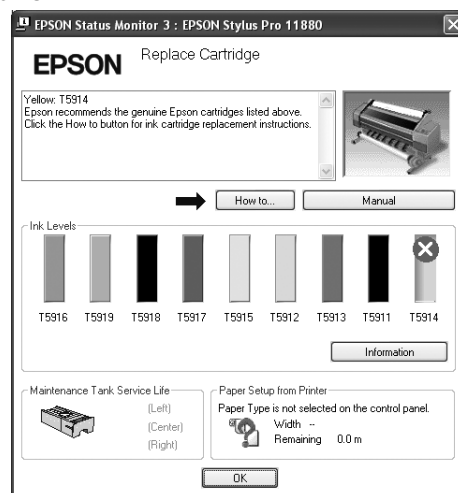 EPSON Status Monitor 3 : EPSON Stylus Pro 11880
EPSON
Replace Cartridge
Yellow: T5914
Epson recommends the genuine Epson cartridges listed above.
Click the How to button for ink cartridge replacement instructions.
How to...
Manual
Ink Levels
T5916 T5919 T5918 T5917 T5915 T5912 T5913 T5911 T5914
Information
Maintenance Tank Service Life
(Left)
(Center)
(Right)
Paper Setup from Printer
Paper Type is not selected on the control panel.
Width --
Remaining 0.0 m
OK